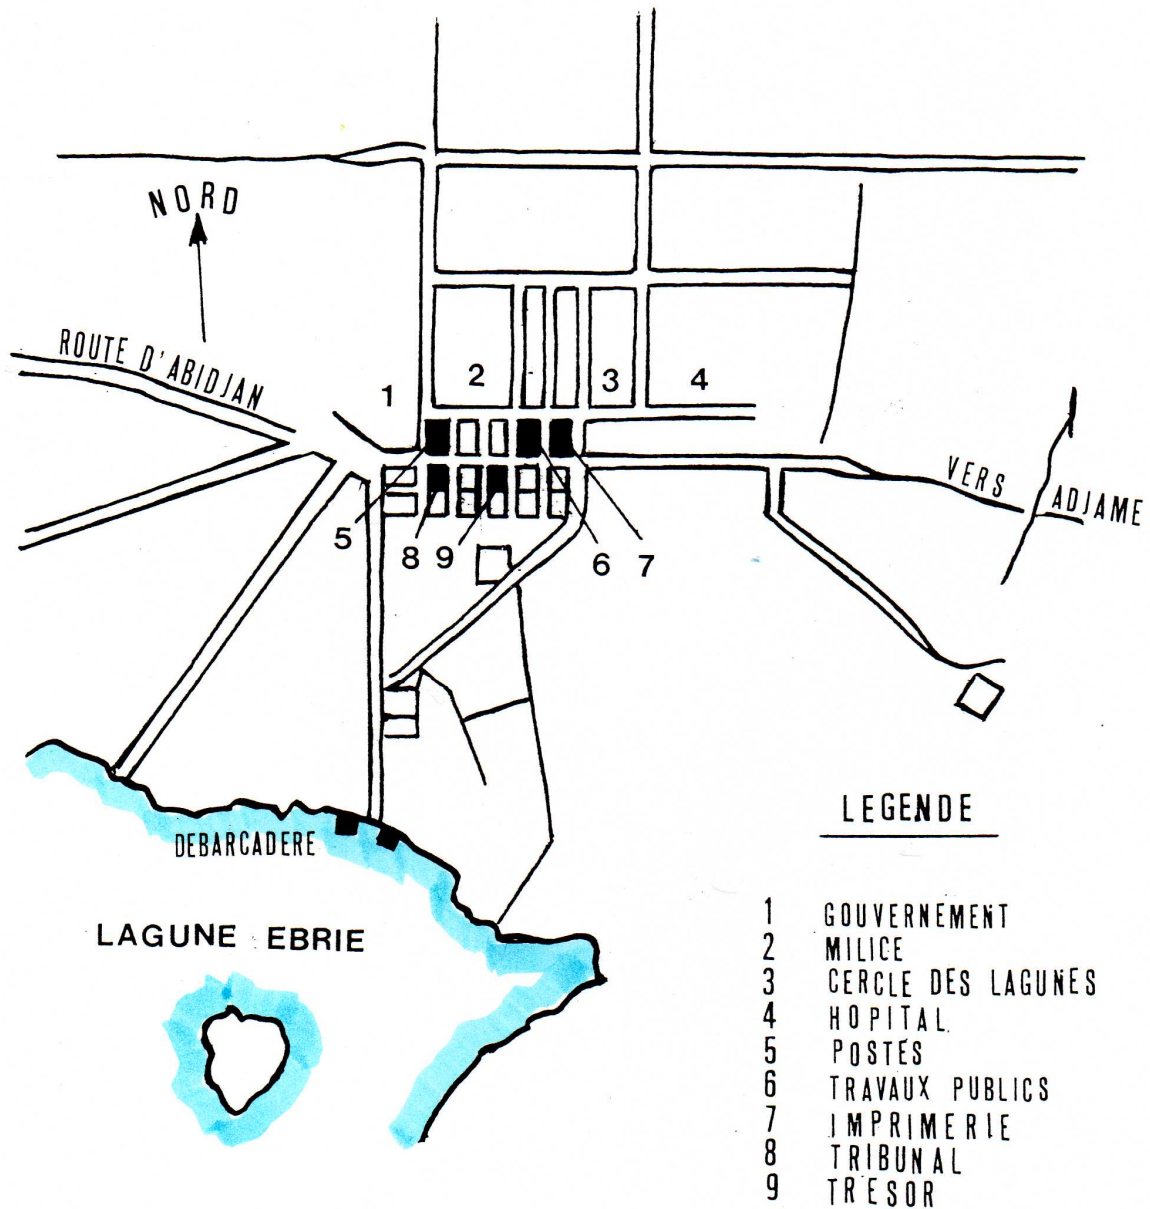 NORD
ROUTE D'ABIDJAN
1
2
3
4
VERS
ADJAME
5
8
9
6
7
DEBARCADERE
LAGUNE EBRIE
LEGENDE
1 GOUVERNEMENT
2 MILICE
3 CERCLE DES LAGUNES
4 HOPITAL
5 POSTES
6 TRAVAUX PUBLICS
7 IMPRIMERIE
8 TRIBUNAL
9 TRESOR